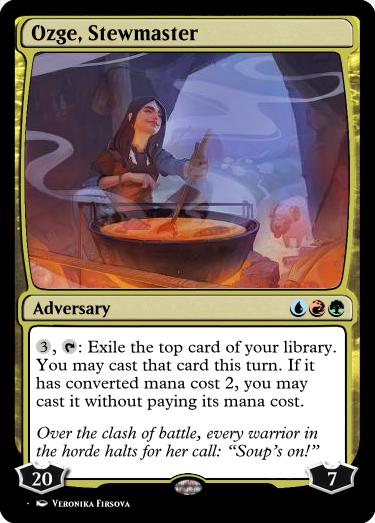 Ozge, Stewmaster
Adversary
3, : Exile the top card of your library.
You may cast that card this turn. If it
has converted mana cost 2, you may
cast it without paying its mana cost.
Over the clash of battle, every warrior in
the horde halts for her call: “Soup’s on!”
20
7
Veronika Firsova